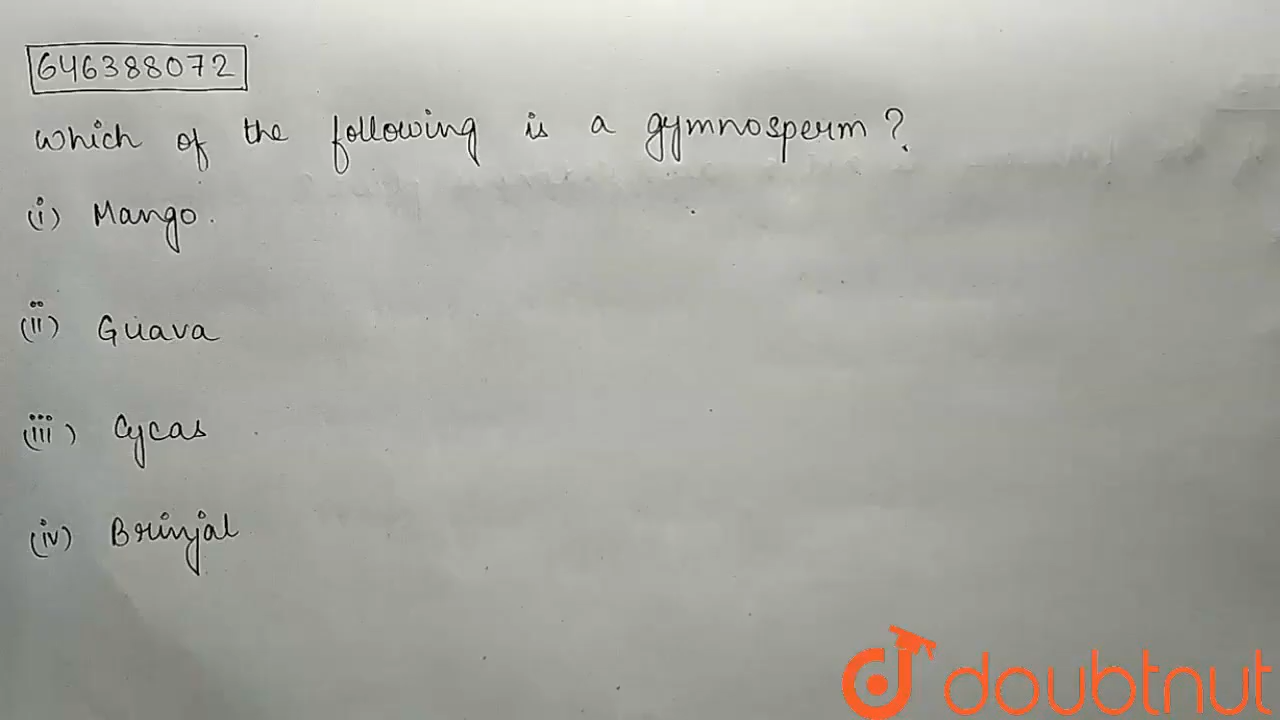 646388072
Which of the following is a gymnosperm?
(i) Mango.
(ii) Guava
(iii) Cycas
(iv) Brinjal
doubtnut